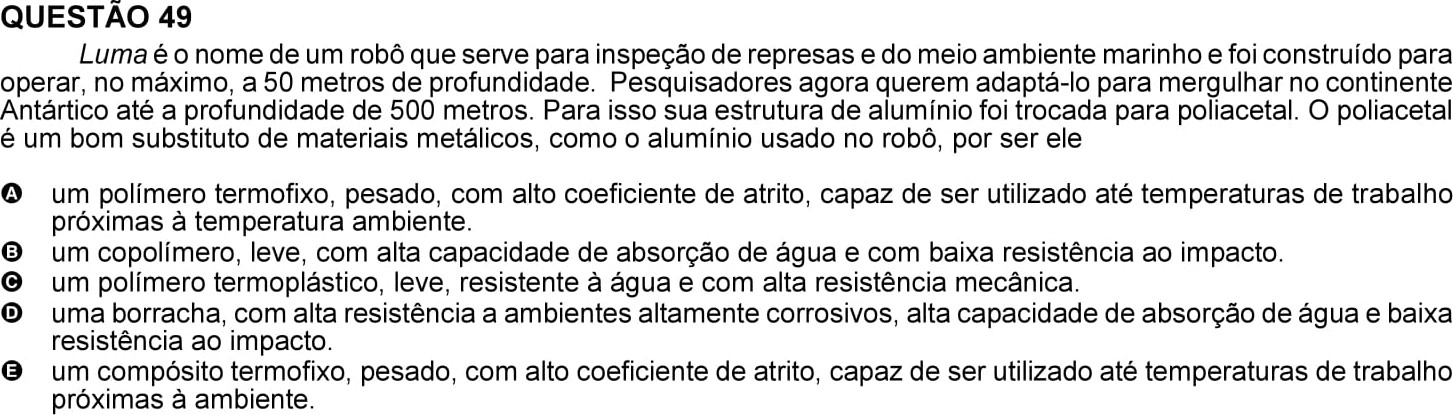 QUESTÃO 49
Luma é o nome de um robô que serve para inspeção de represas e do meio ambiente marinho e foi construído para
operar, no máximo, a 50 metros de profundidade. Pesquisadores agora querem adaptá-lo para mergulhar no continente
Antártico até a profundidade de 500 metros. Para isso sua estrutura de alumínio foi trocada para poliacetal. O poliacetal
é um bom substituto de materiais metálicos, como o alumínio usado no robô, por ser ele
A um polímero termofixo, pesado, com alto coeficiente de atrito, capaz de ser utilizado até temperaturas de trabalho
próximas à temperatura ambiente.
B um copolímero, leve, com alta capacidade de absorção de água e com baixa resistência ao impacto.
C um polímero termoplástico, leve, resistente à água e com alta resistência mecânica.
D uma borracha, com alta resistência a ambientes altamente corrosivos, alta capacidade de absorção de água e baixa
resistência ao impacto.
E um compósito termofixo, pesado, com alto coeficiente de atrito, capaz de ser utilizado até temperaturas de trabalho
próximas à ambiente.